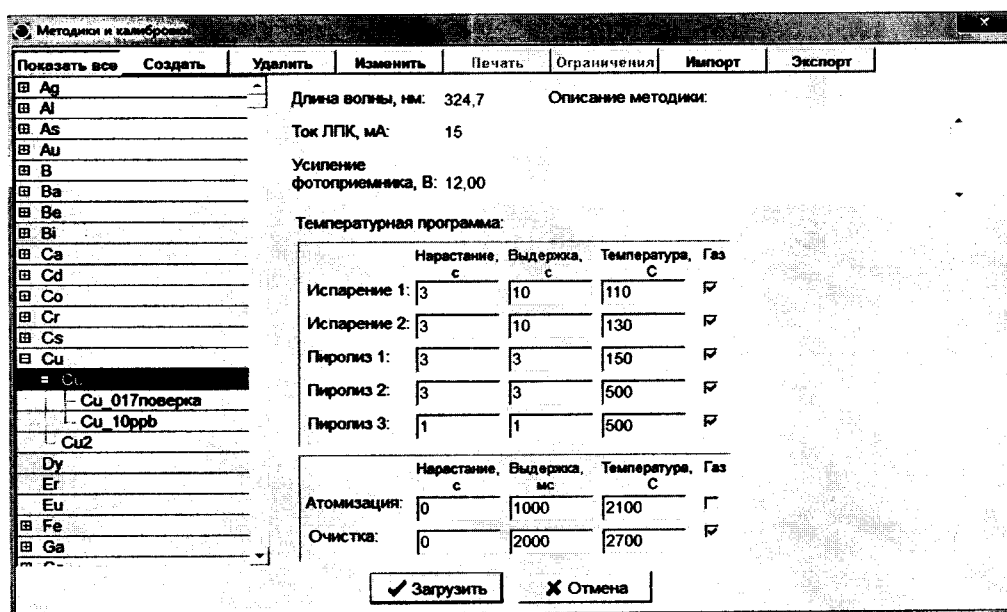 Методики и калибровки
Показать все Создать Удалить Изменить Печать Ограничения Импорт Экспорт
Ag
Al
As
Au
B
Ba
Be
Bi
Ca
Cd
Co
Cr
Cs
Cu
Cu
Cu_017поверка
Cu_10ppb
Cu2
Dy
Er
Eu
Fe
Ga
Длина волны, нм: 324,7 Описание методики:
Ток ЛПК, мА: 15
Усиление
фотоприемника, В: 12,00
Температурная программа:
Нарастание, Выдержка, Температура, Газ
с с С
Испарение 1: 3 10 110
Испарение 2: 3 10 130
Пиролиз 1: 3 3 150
Пиролиз 2: 3 3 500
Пиролиз 3: 1 1 500
Нарастание, Выдержка, Температура, Газ
с мс С
Атомизация: 0 1000 2100
Очистка: 0 2000 2700
Загрузить Отмена